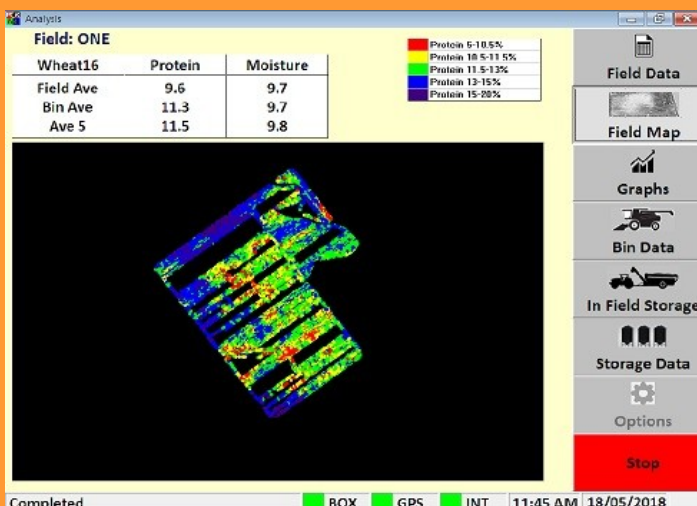 Analysis
Field: ONE
Wheat16 Protein Moisture
Field Ave 9.6 9.7
Bin Ave 11.3 9.7
Ave 5 11.5 9.8
Protein 5-10.5%
Protein 10.5-11.5%
Protein 11.5-13%
Protein 13-15%
Protein 15-20%
Field Data
Field Map
Graphs
Bin Data
In Field Storage
Storage Data
Options
Stop
Completed BOX GPS INT 11:45 AM 18/05/2018